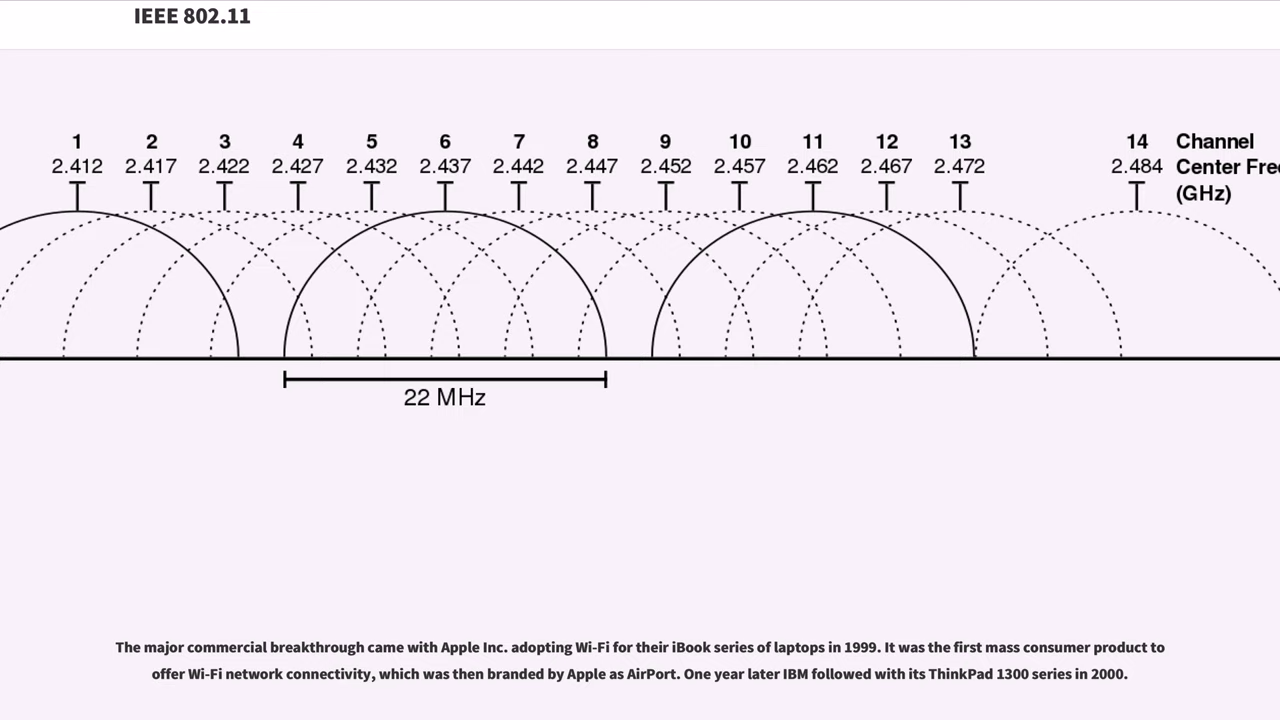 IEEE 802.11
1 2 3 4 5 6 7 8 9 10 11 12 13 14 Channel
2.412 2.417 2.422 2.427 2.432 2.437 2.442 2.447 2.452 2.457 2.462 2.467 2.472 2.484 Center Fre
(GHz)
22 MHz
The major commercial breakthrough came with Apple Inc. adopting Wi-Fi for their iBook series of laptops in 1999. It was the first mass consumer product to
offer Wi-Fi network connectivity, which was then branded by Apple as AirPort. One year later IBM followed with its ThinkPad 1300 series in 2000.